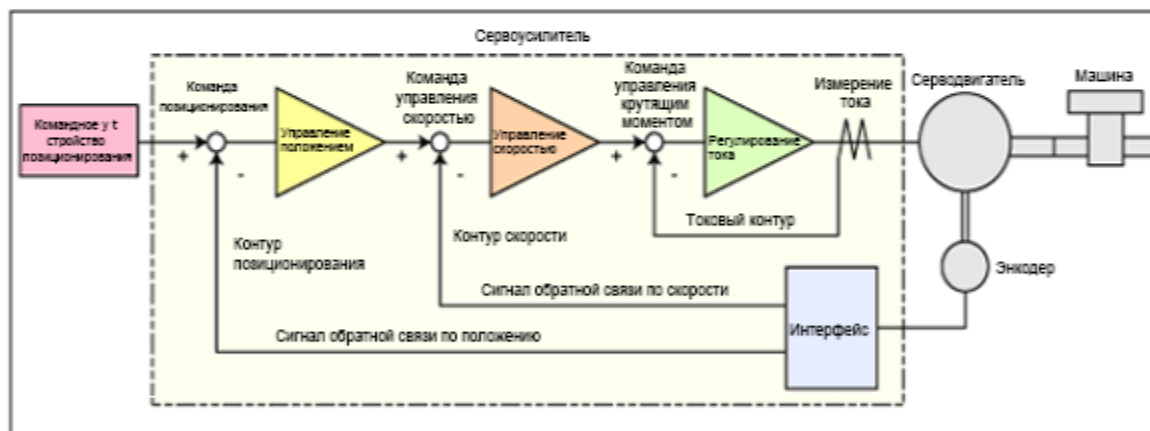 Сервоусилитель
Команда
позиционирования
Команда
управления
скоростью
Команда
управления
крутящим
моментом
Измерение
тока
Серводвигатель
Машина
Командное у t
стройство
позиционирования
+
-
Управление
положением
+
-
Управление
скоростью
+
-
Регулирование
тока
Токовый контур
Контур
позиционирования
Контур скорости
Энкодер
Сигнал обратной связи по скорости
Интерфейс
Сигнал обратной связи по положению